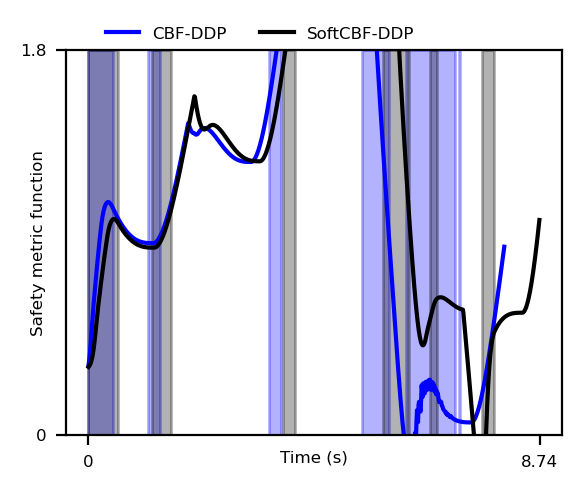 CBF-DDP SoftCBF-DDP
1.8
Safety metric function
0
0 Time (s) 8.74